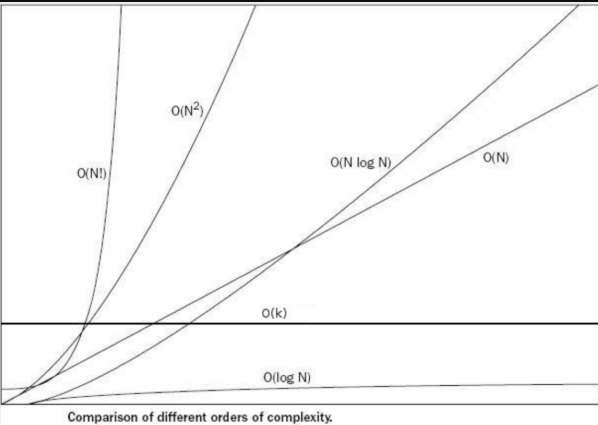 O(N²)
O(N log N)
O(N)
O(N!)
O(k)
O(log N)
Comparison of different orders of complexity.